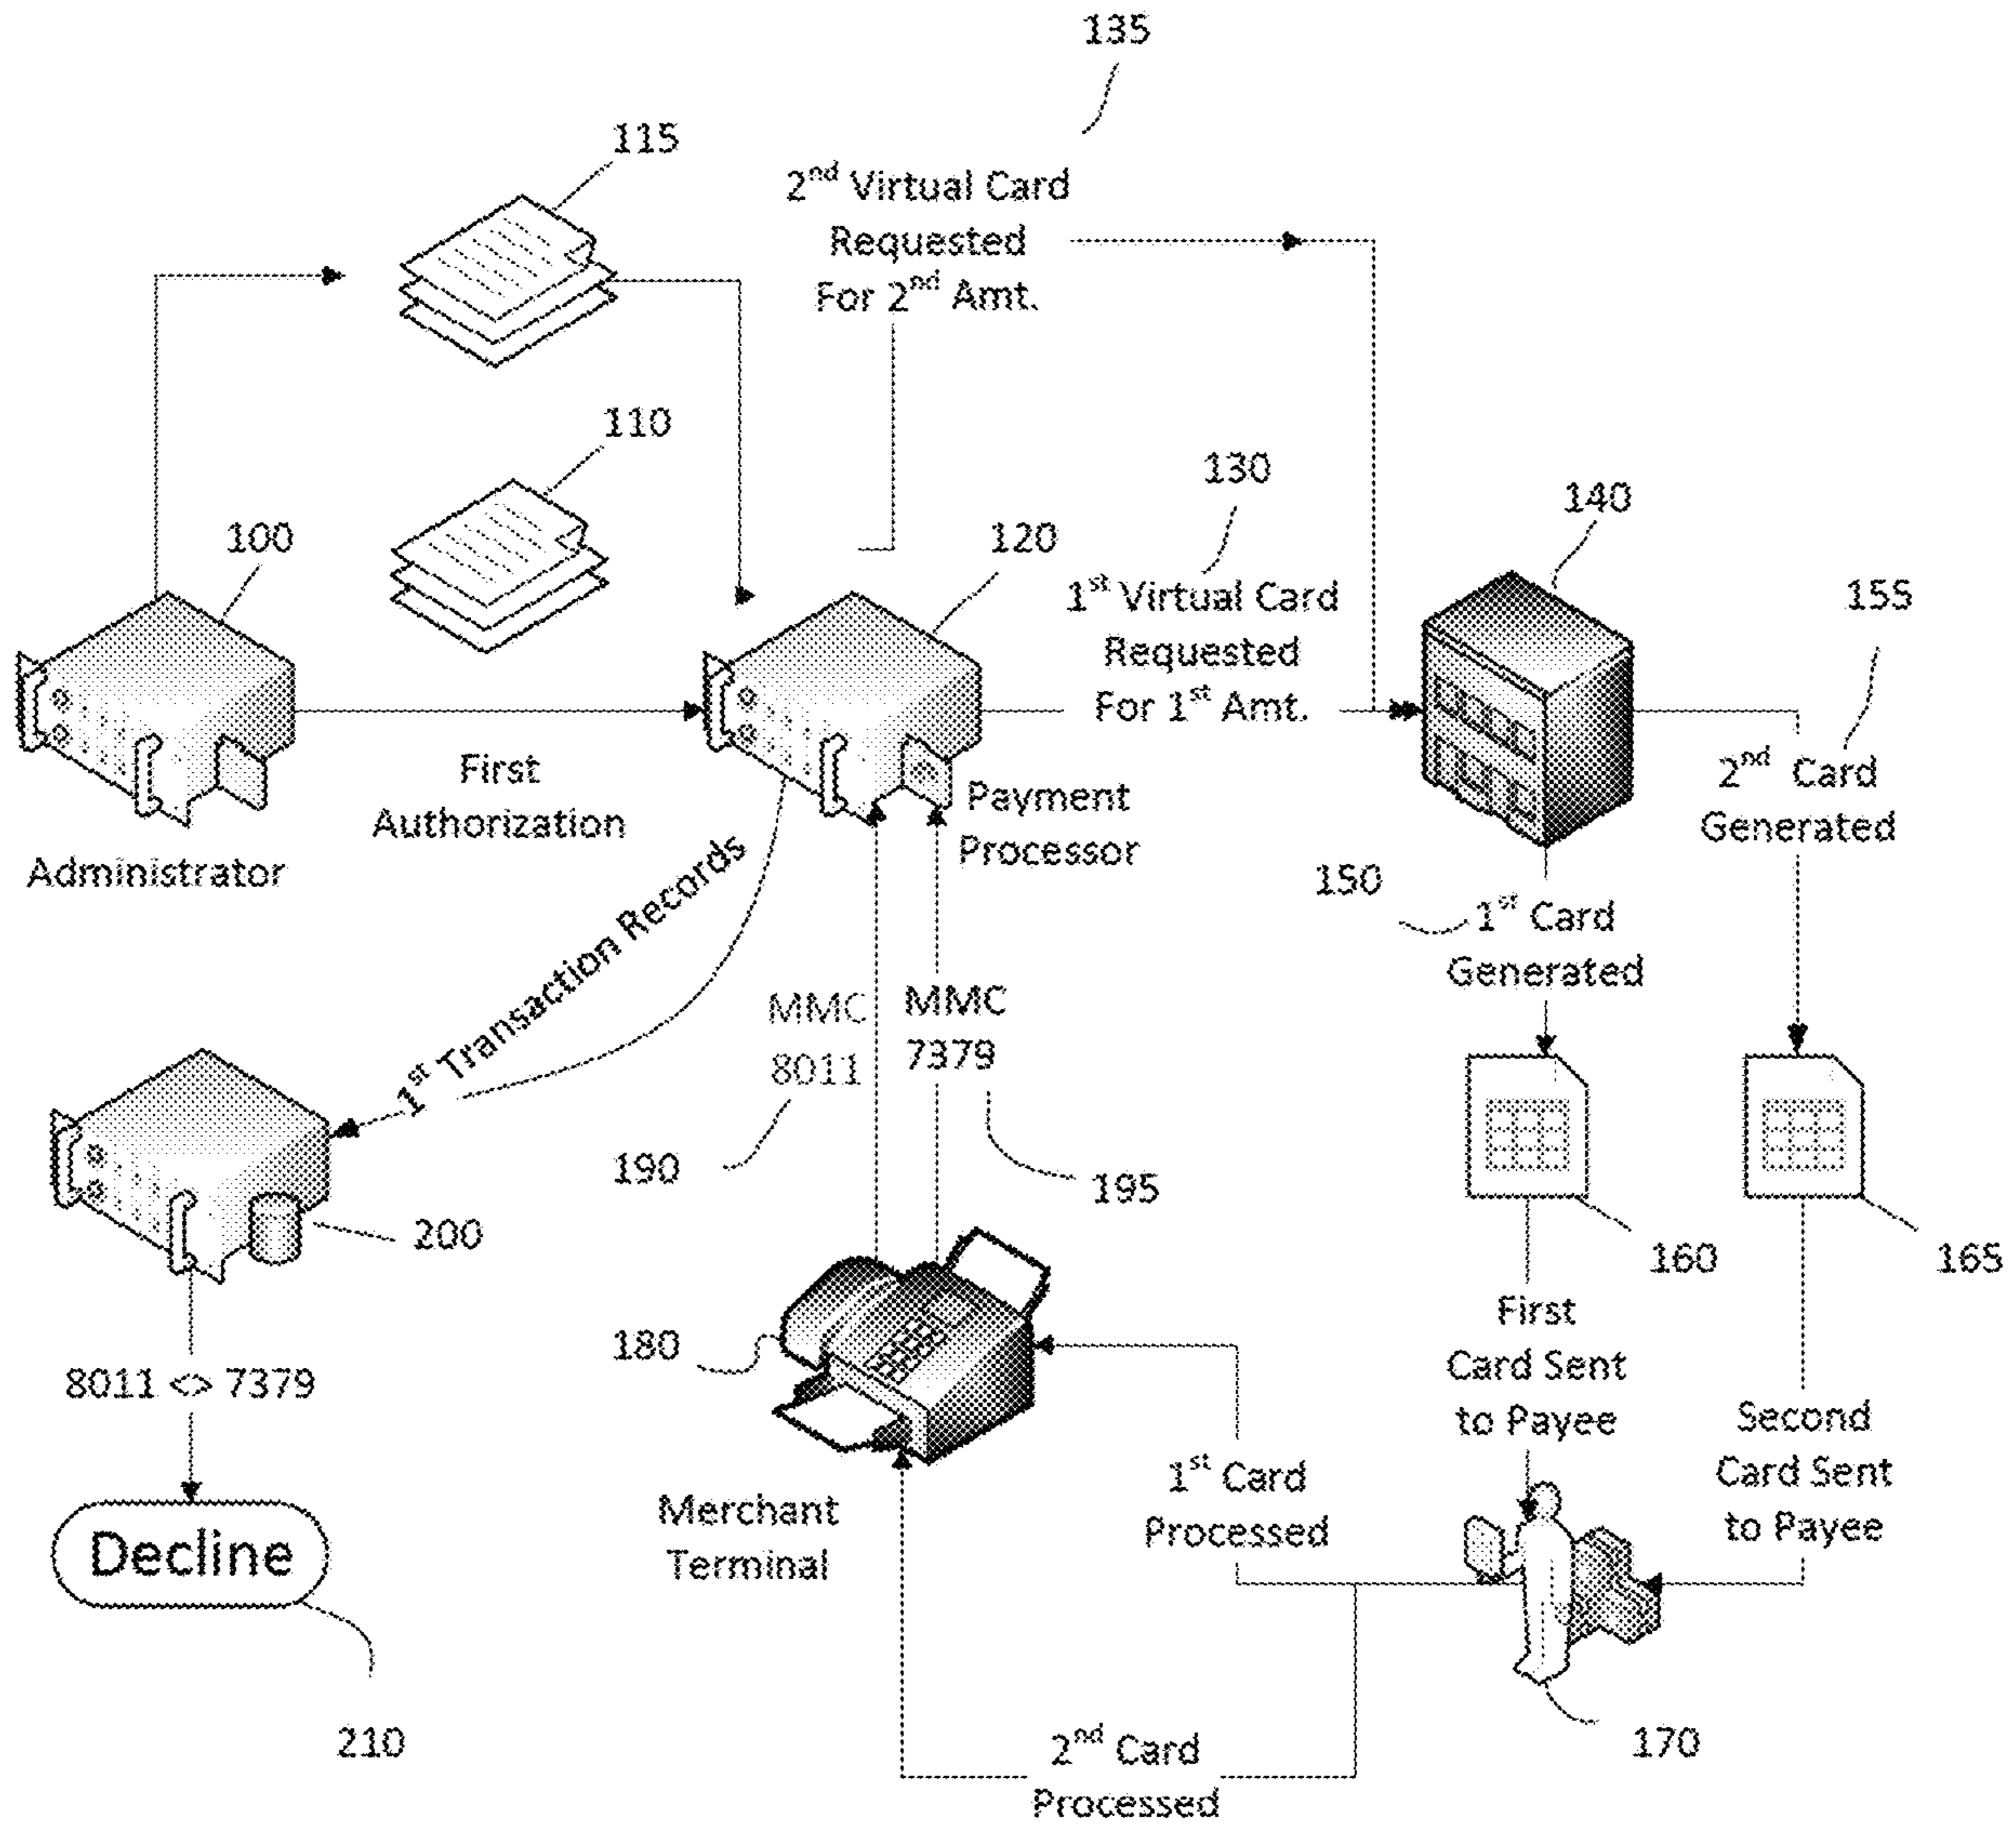 135
115
2nd Virtual Card
Requested
For 2nd Amt.
110
130
140
100
120
155
1st Virtual Card
Requested
For 1st Amt.
First
Authorization
Payment
Processor
2nd Card
Generated
Administrator
150
1st Card
Generated
1st Transaction Records
MMC
8011
MMC
7379
190
195
200
160
165
180
First
Card Sent
to Payee
8011 <> 7379
Second
Card Sent
to Payee
1st Card
Processed
Merchant
Terminal
Decline
210
170
2nd Card
Processed